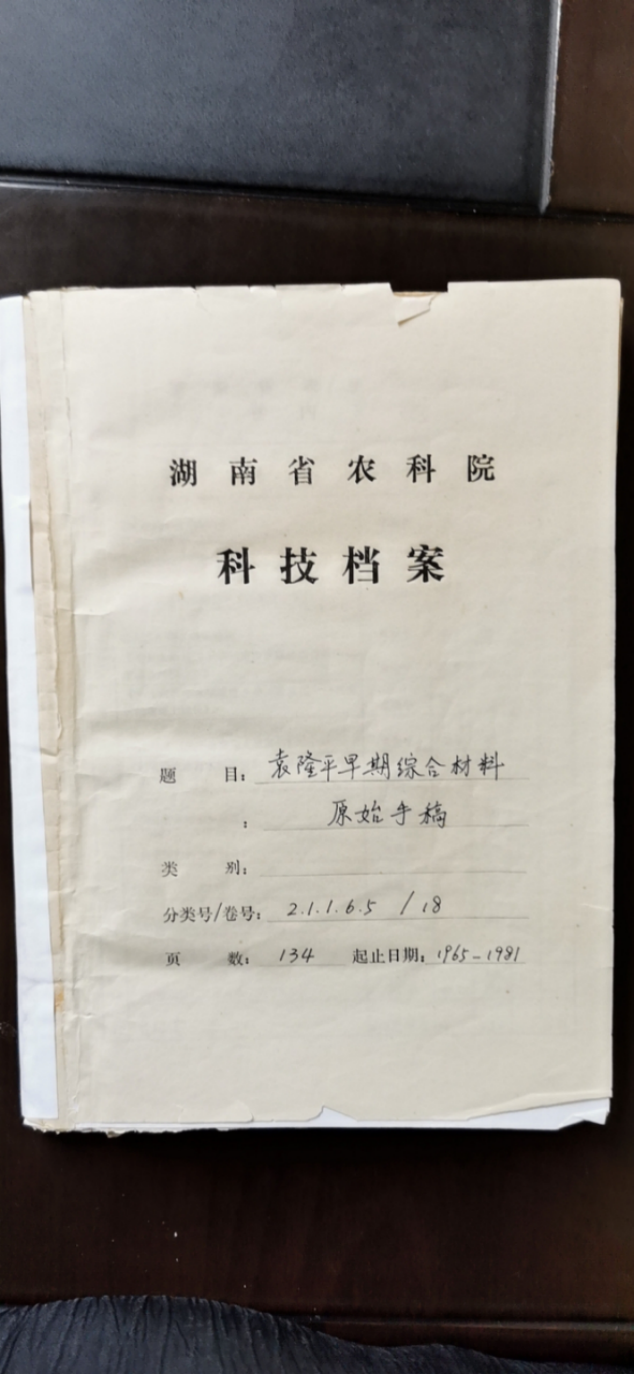 湖南省农科院
科技档案
题目：袁隆平早期综合材料
：原始手稿
类别：
分类号/卷号：2.1.1.6.5 / 18
页数：134 起止日期：1965-1981